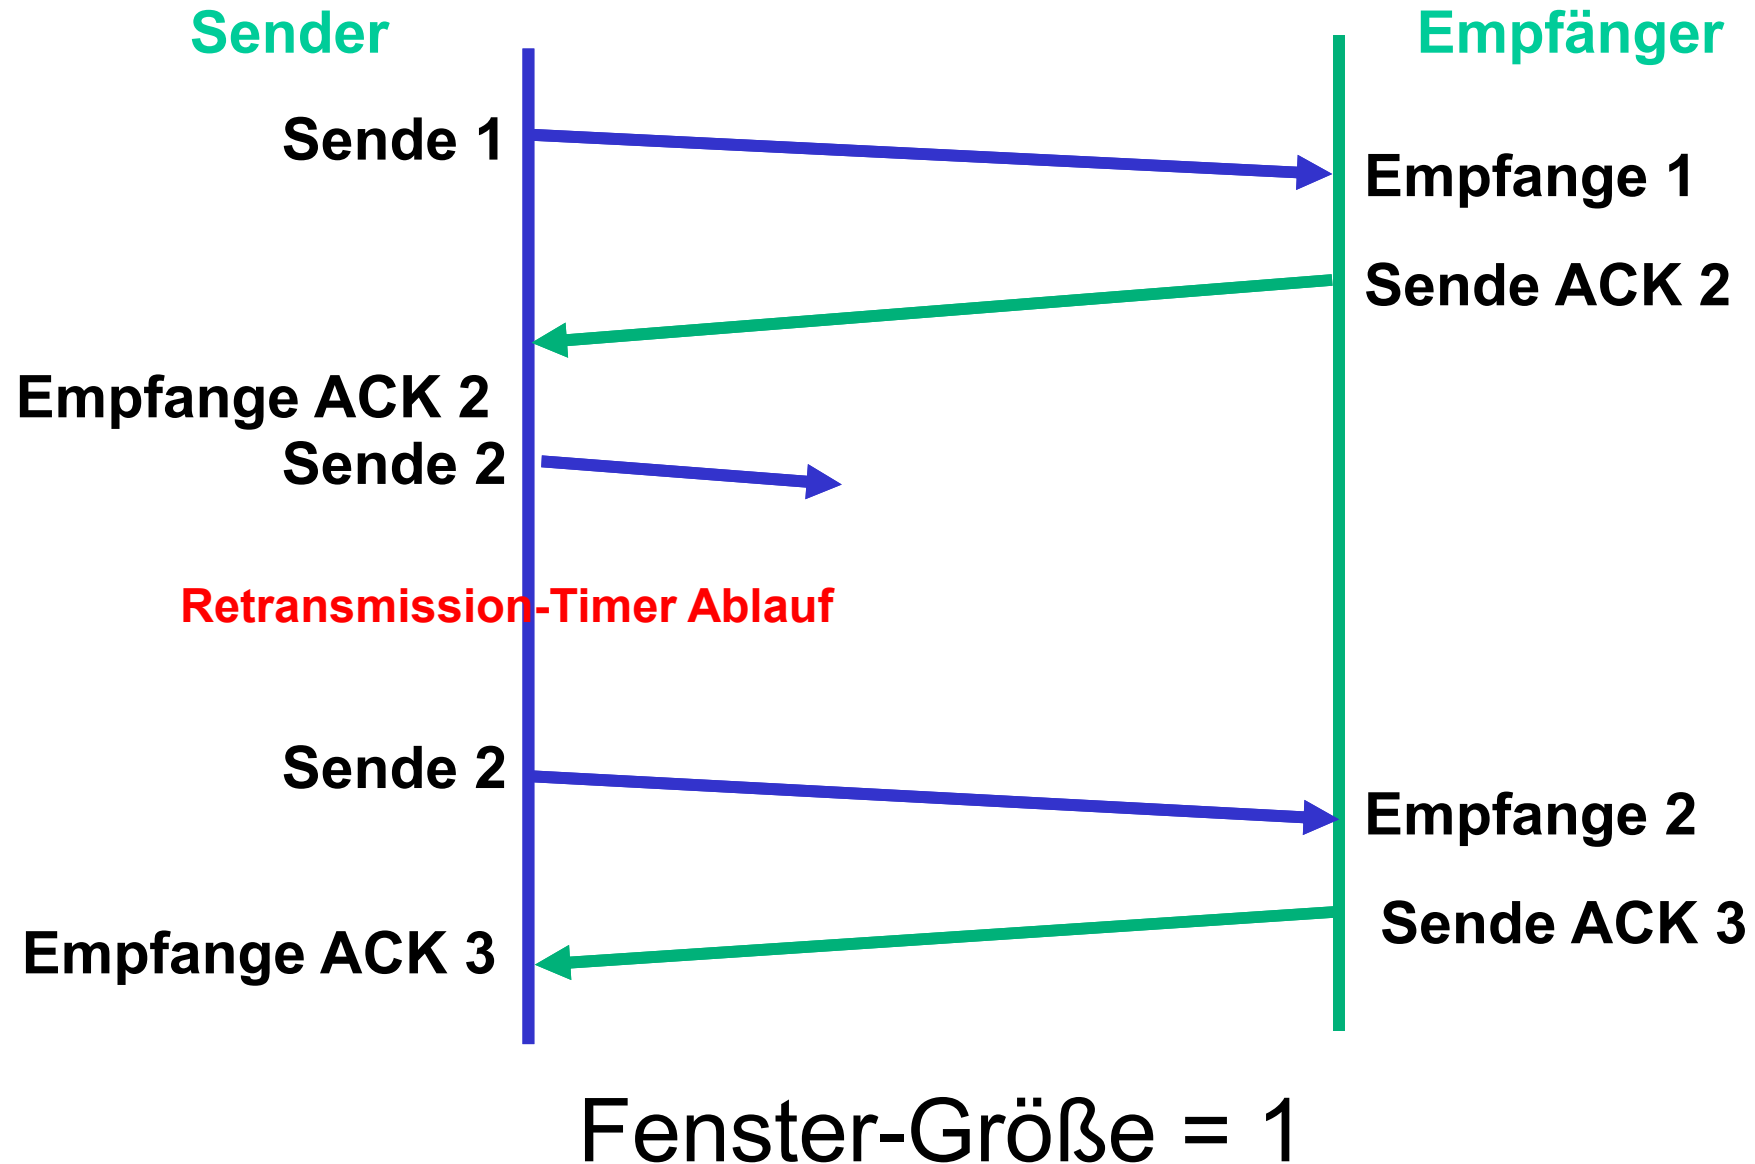 Sender
Empfänger
Sende 1
Empfange 1
Sende ACK 2
Empfange ACK 2
Sende 2
Retransmission-Timer Ablauf
Sende 2
Empfange 2
Sende ACK 3
Empfange ACK 3
Fenster-Größe = 1